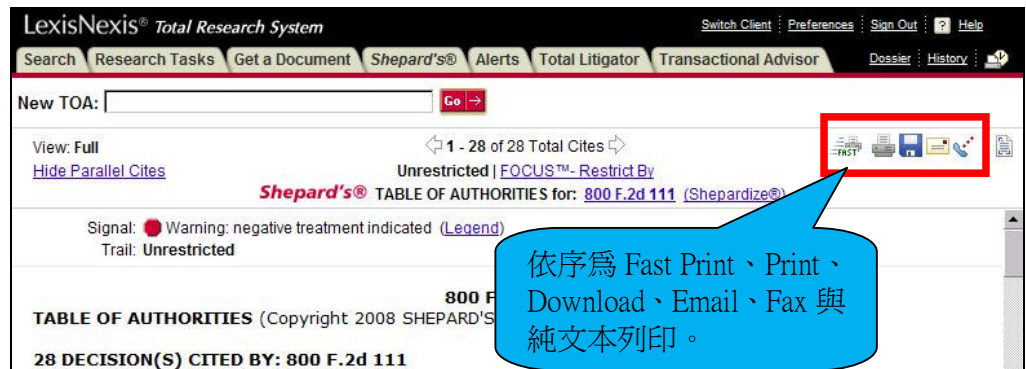 LexisNexis® Total Research System Switch Client Preferences Sign Out ? Help
Search Research Tasks Get a Document Shepard's® Alerts Total Litigator Transactional Advisor Dossier History
New TOA: Go →
View: Full 1 - 28 of 28 Total Cites FAST
Hide Parallel Cites Unrestricted | FOCUS™- Restrict By
Shepard's® TABLE OF AUTHORITIES for: 800 F.2d 111 (Shepardize®)
Signal: Warning: negative treatment indicated (Legend)
Trail: Unrestricted
800 F
TABLE OF AUTHORITIES (Copyright 2008 SHEPARD'S
28 DECISION(S) CITED BY: 800 F.2d 111
依序為 Fast Print、Print、
Download、Email、Fax 與
純文本列印。